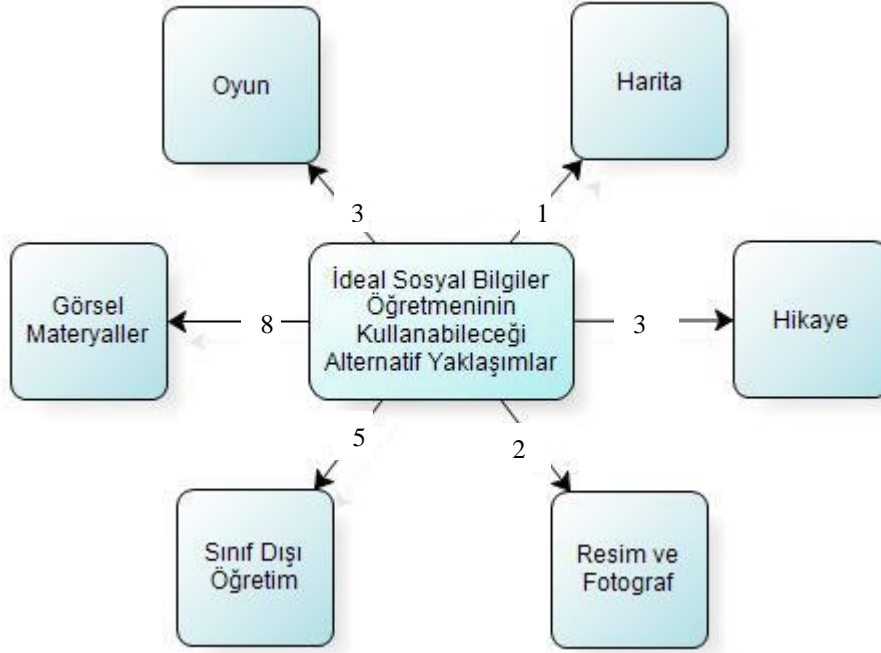 Oyun
Harita
3
1
Görsel
Materyaller
8
İdeal Sosyal Bilgiler
Öğretmeninin
Kullanabileceği
Alternatif Yaklaşımlar
3
Hikaye
5
2
Sınıf Dışı
Öğretim
Resim ve
Fotograf